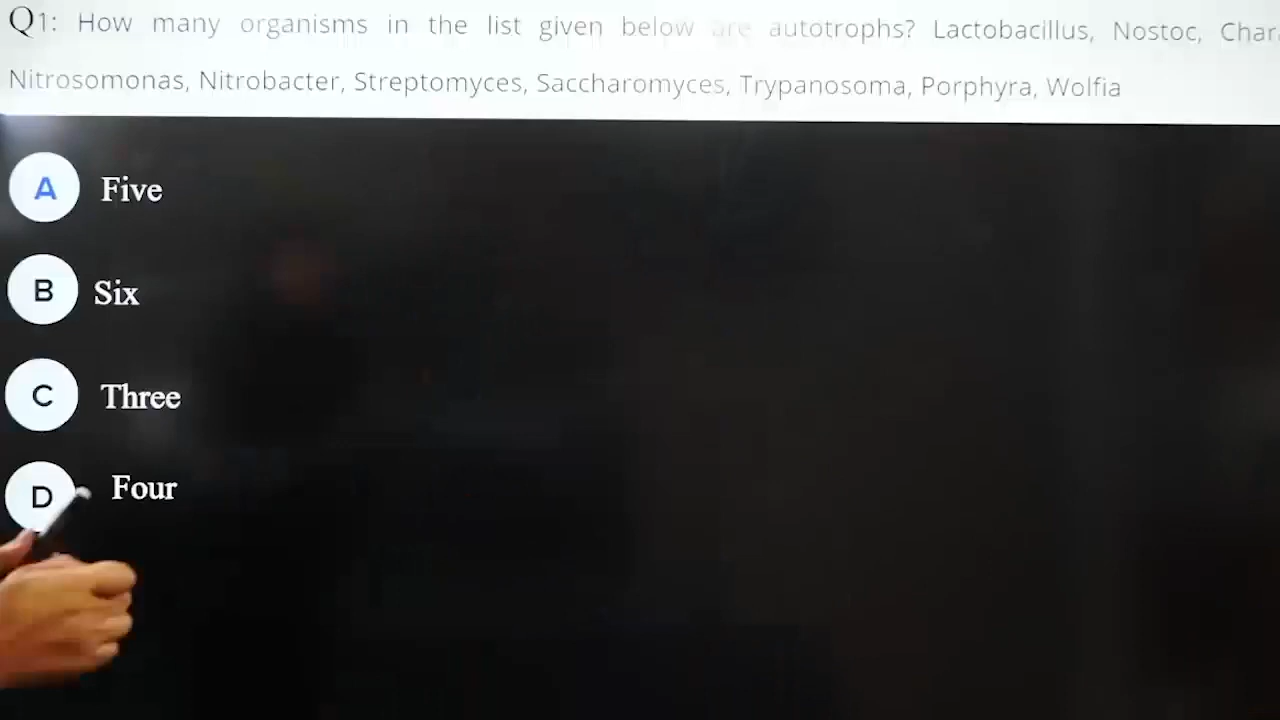 Q1: How many organisms in the list given below are autotrophs? Lactobacillus, Nostoc, Chara
Nitrosomonas, Nitrobacter, Streptomyces, Saccharomyces, Trypanosoma, Porphyra, Wolfia
A Five
B Six
C Three
D Four